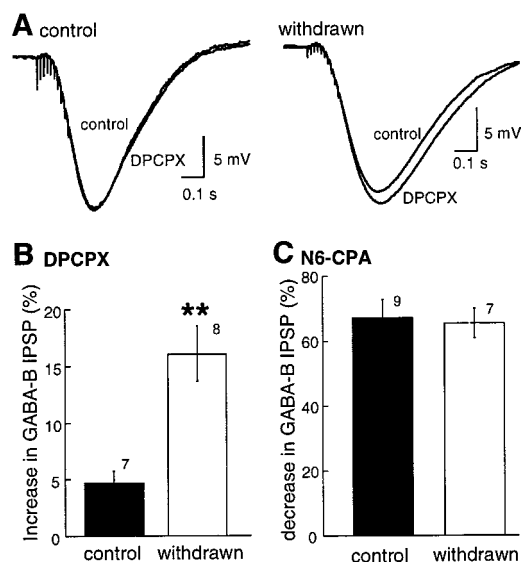 A control
control
DPCPX
5 mV
0.1 s
withdrawn
control
DPCPX
5 mV
0.1 s
B DPCPX
Increase in GABA-B IPSP (%)
20
15
10
5
0
7
**
8
control withdrawn
C N6-CPA
decrease in GABA-B IPSP (%)
80
60
40
20
0
9
7
control withdrawn